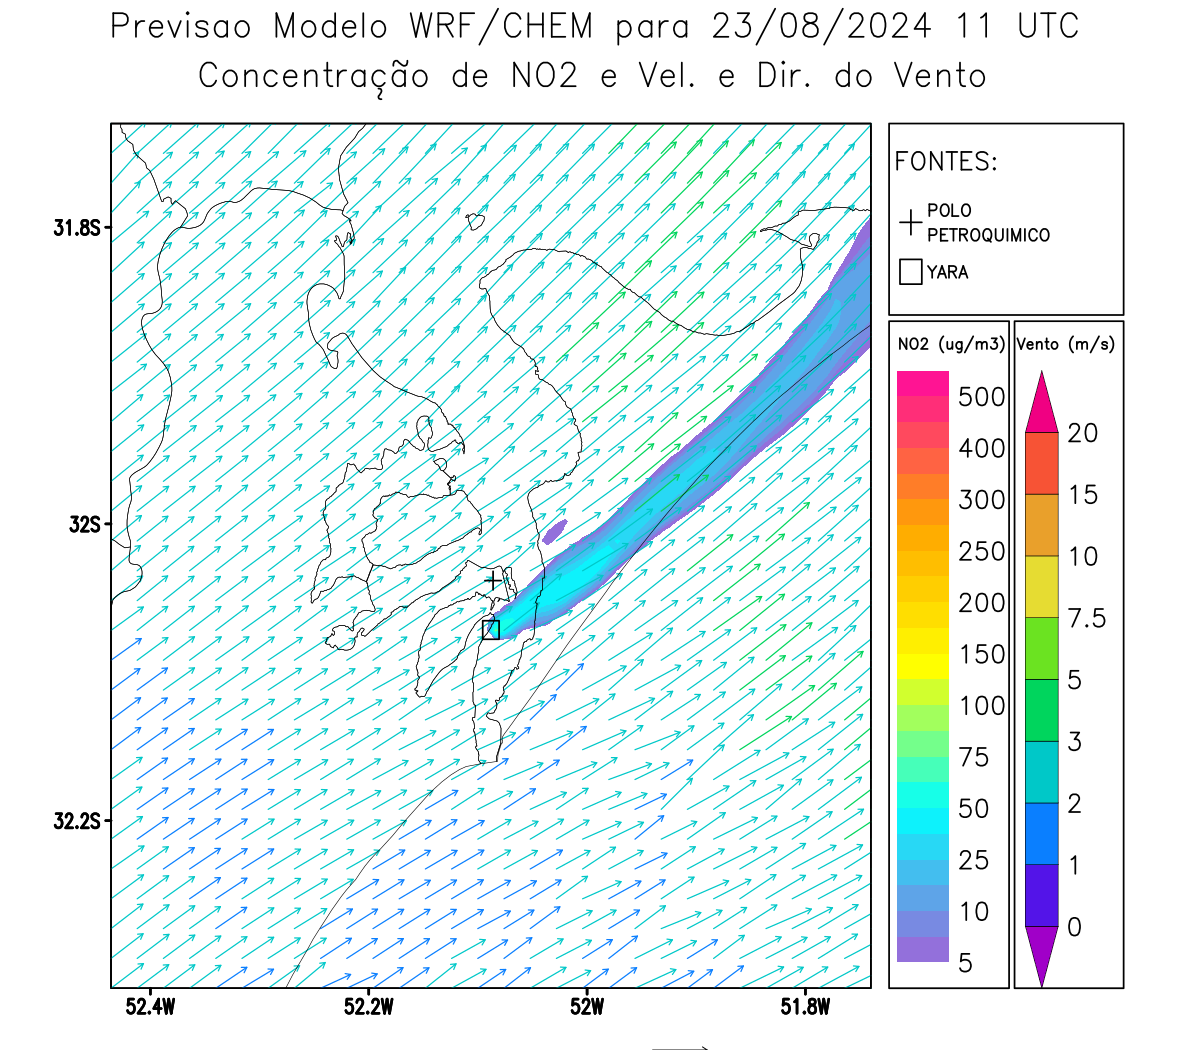 Previsao Modelo WRF/CHEM para 23/08/2024 11 UTC
Concentração de NO2 e Vel. e Dir. do Vento
FONTES:
POLO
PETROQUIMICO
YARA
31.8S
32S
32.2S
52.4W
52.2W
52W
51.8W
NO2 (ug/m3)
500
400
300
250
200
150
100
75
50
25
10
5
Vento (m/s)
20
15
10
7.5
5
3
2
1
0